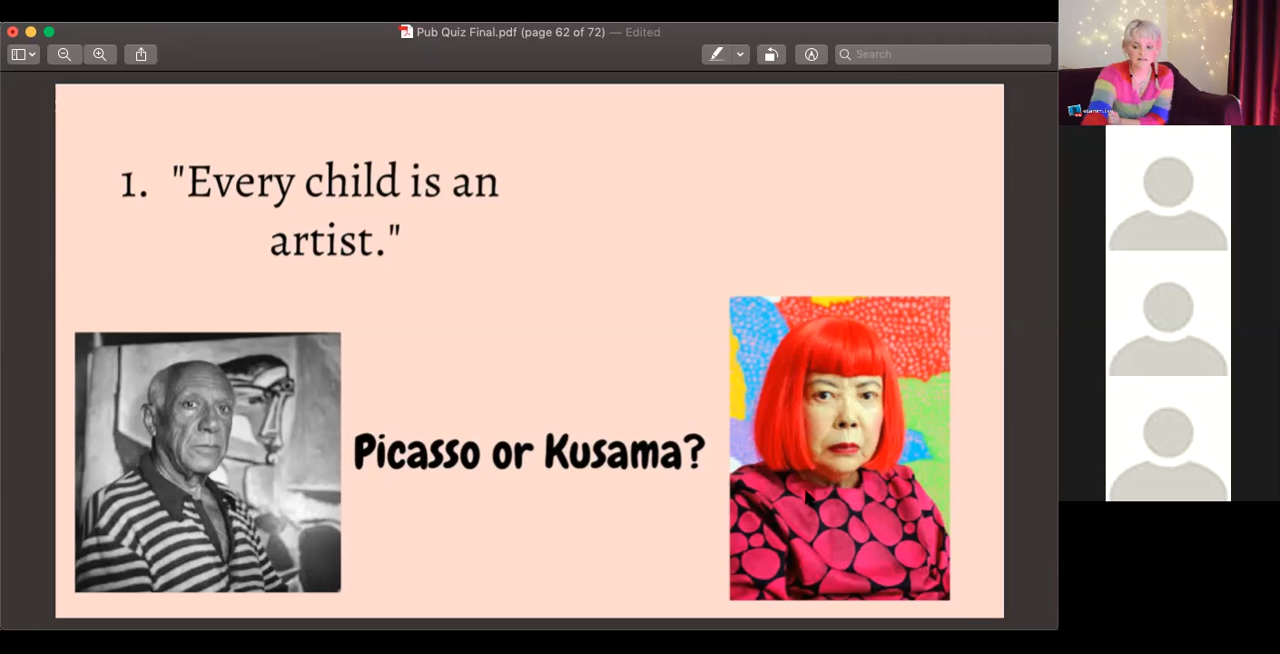 Pub Quiz Final.pdf (page 62 of 72) — Edited
Search
1. "Every child is an
artist."
Picasso or Kusama?